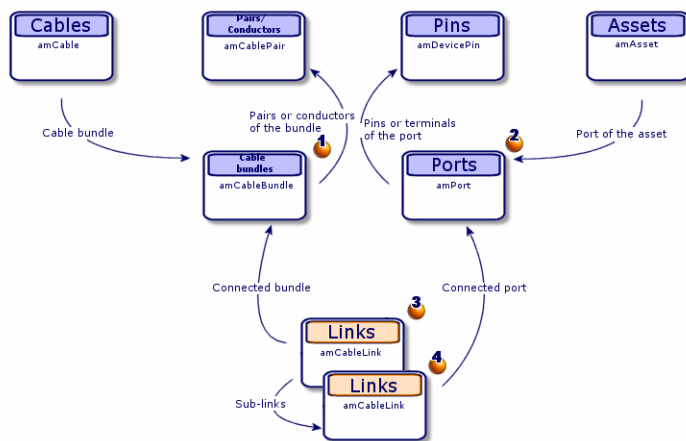 Cables
amCable
Pairs/
Conductors
amCablePair
Pins
amDevicePin
Assets
amAsset
Cable bundle
Pairs or conductors
of the bundle
Pins or terminals
of the port
Port of the asset
1
2
Cable
bundles
amCableBundle
Ports
amPort
Connected bundle
Connected port
3
Links
amCableLink
4
Links
amCableLink
Sub-links